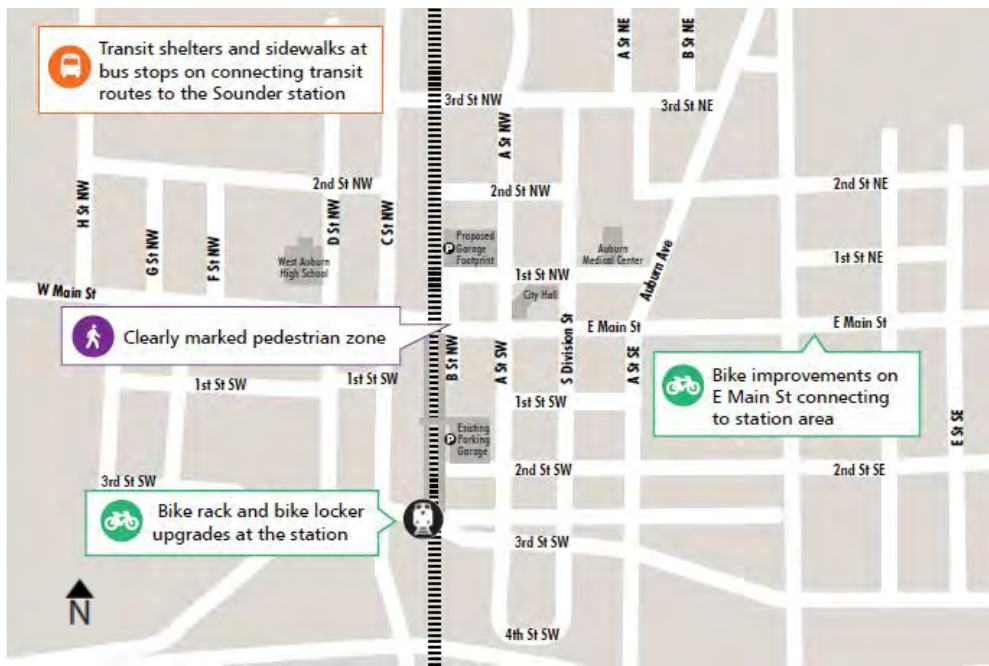 Transit shelters and sidewalks at
bus stops on connecting transit
routes to the Sounder station
A St NE
B St NE
3rd St NW
3rd St NE
A St NW
H St NW
G St NW
F St NW
2nd St NW
D St NW
C St NW
2nd St NW
2nd St NE
West Auburn
High School
P
Proposed
Garage
Footprint
Auburn
Medical Center
Auburn Ave
1st St NW
1st St NE
City Hall
W Main St
Clearly marked pedestrian zone
E Main St
E Main St
B St NW
A St SW
S Division St
A St SE
Bike improvements on
E Main St connecting
to station area
1st St SW
1st St SW
1st St SW
E St SE
P
Existing
Parking
Garage
2nd St SW
2nd St SE
3rd St SW
Bike rack and bike locker
upgrades at the station
3rd St SW
N
4th St SW